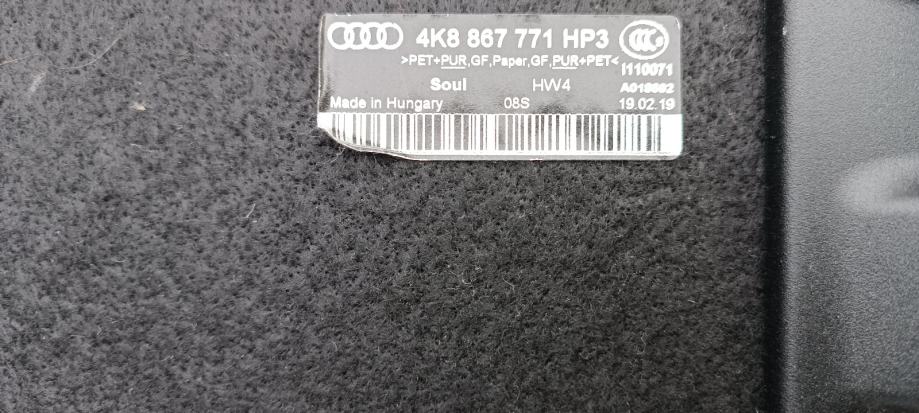 4K8 867 771 HP3
>PET+PUR,GF,Paper,GF,PUR+PET<
I110071
Soul HW4
Made in Hungary 08S 19.02.19